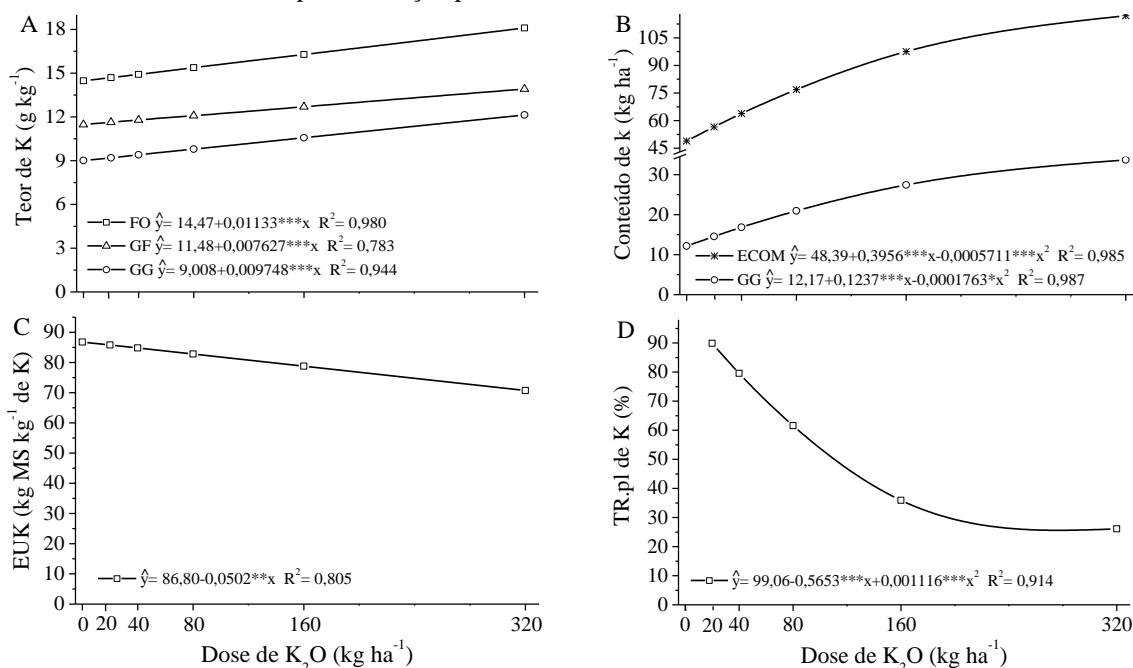 A
Teor de K (g kg⁻¹)
18
15
12
9
6
3
0
FO ŷ= 14,47+0,01133***x R²= 0,980
GF ŷ= 11,48+0,007627***x R²= 0,783
GG ŷ= 9,008+0,009748***x R²= 0,944
0 20 40 80 160 320
B
Conteúdo de k (kg ha⁻¹)
105
90
75
60
45
30
20
10
0
ECOM ŷ= 48,39+0,3956***x-0,0005711***x² R²= 0,985
GG ŷ= 12,17+0,1237***x-0,0001763*x² R²= 0,987
C
EUK (kg MS kg⁻¹ de K)
90
80
70
60
50
40
30
20
10
0
ŷ= 86,80-0,0502**x R²= 0,805
0 20 40 80 160 320
Dose de K₂O (kg ha⁻¹)
D
TR.pl de K (%)
90
80
70
60
50
40
30
20
10
0
ŷ= 99,06-0,5653***x+0,001116***x² R²= 0,914
0 20 40 80 160 320
Dose de K₂O (kg ha⁻¹)